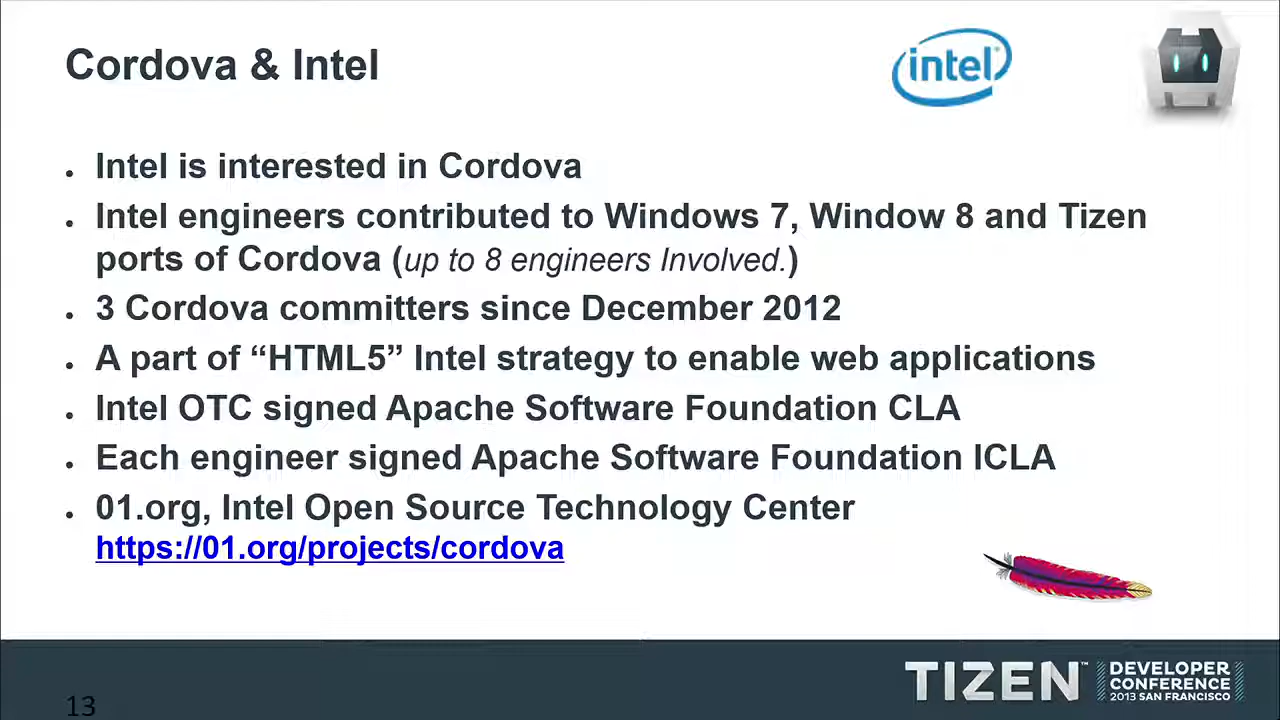 Cordova & Intel
intel
• Intel is interested in Cordova
• Intel engineers contributed to Windows 7, Window 8 and Tizen
ports of Cordova (up to 8 engineers Involved.)
• 3 Cordova committers since December 2012
• A part of “HTML5” Intel strategy to enable web applications
• Intel OTC signed Apache Software Foundation CLA
• Each engineer signed Apache Software Foundation ICLA
• 01.org, Intel Open Source Technology Center
https://01.org/projects/cordova
13
TIZEN™
DEVELOPER
CONFERENCE
2013 SAN FRANCISCO